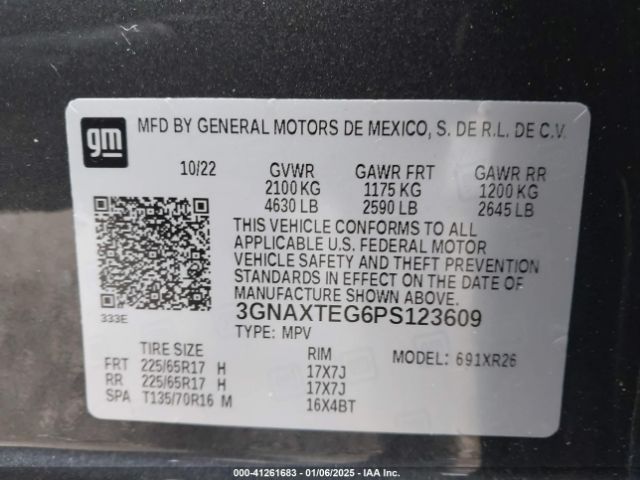 gm
MFD BY GENERAL MOTORS DE MEXICO, S. DE R.L. DE C.V.
10/22 GVWR GAWR FRT GAWR RR
2100 KG 1175 KG 1200 KG
4630 LB 2590 LB 2645 LB
THIS VEHICLE CONFORMS TO ALL
APPLICABLE U.S. FEDERAL MOTOR
VEHICLE SAFETY AND THEFT PREVENTION
STANDARDS IN EFFECT ON THE DATE OF
MANUFACTURE SHOWN ABOVE.
333E
3GNAXTEG6PS123609
TYPE: MPV
TIRE SIZE RIM MODEL: 691XR26
FRT 225/65R17 H 17X7J
RR 225/65R17 H 17X7J
SPA T135/70R16 M 16X4BT
000-41261683 — 01/06/2025 — IAA Inc.